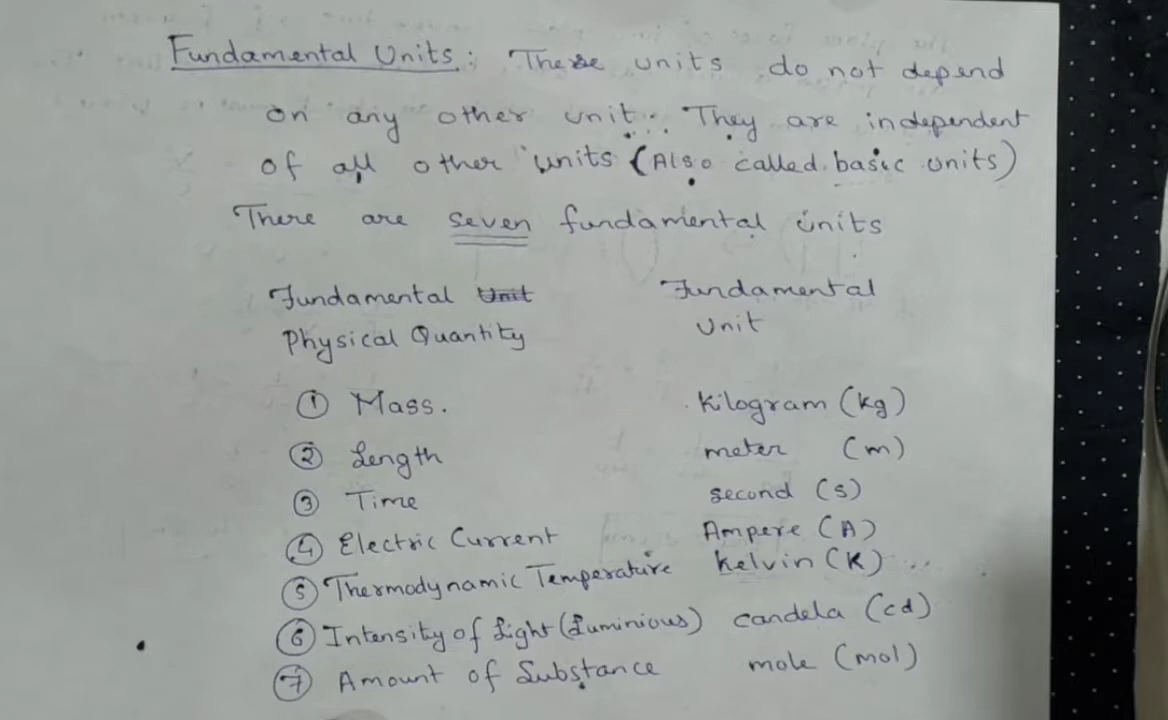 Fundamental Units: These units do not depend
on any other unit. They are independent
of all other units (Also called basic units)
There are seven fundamental units
Fundamental Unit Fundamental
Physical Quantity Unit
① Mass. Kilogram (kg)
② Length meter (m)
③ Time second (s)
④ Electric Current Ampere (A)
⑤ Thermodynamic Temperature kelvin (K)
⑥ Intensity of Light (Luminious) candela (cd)
⑦ Amount of Substance mole (mol)